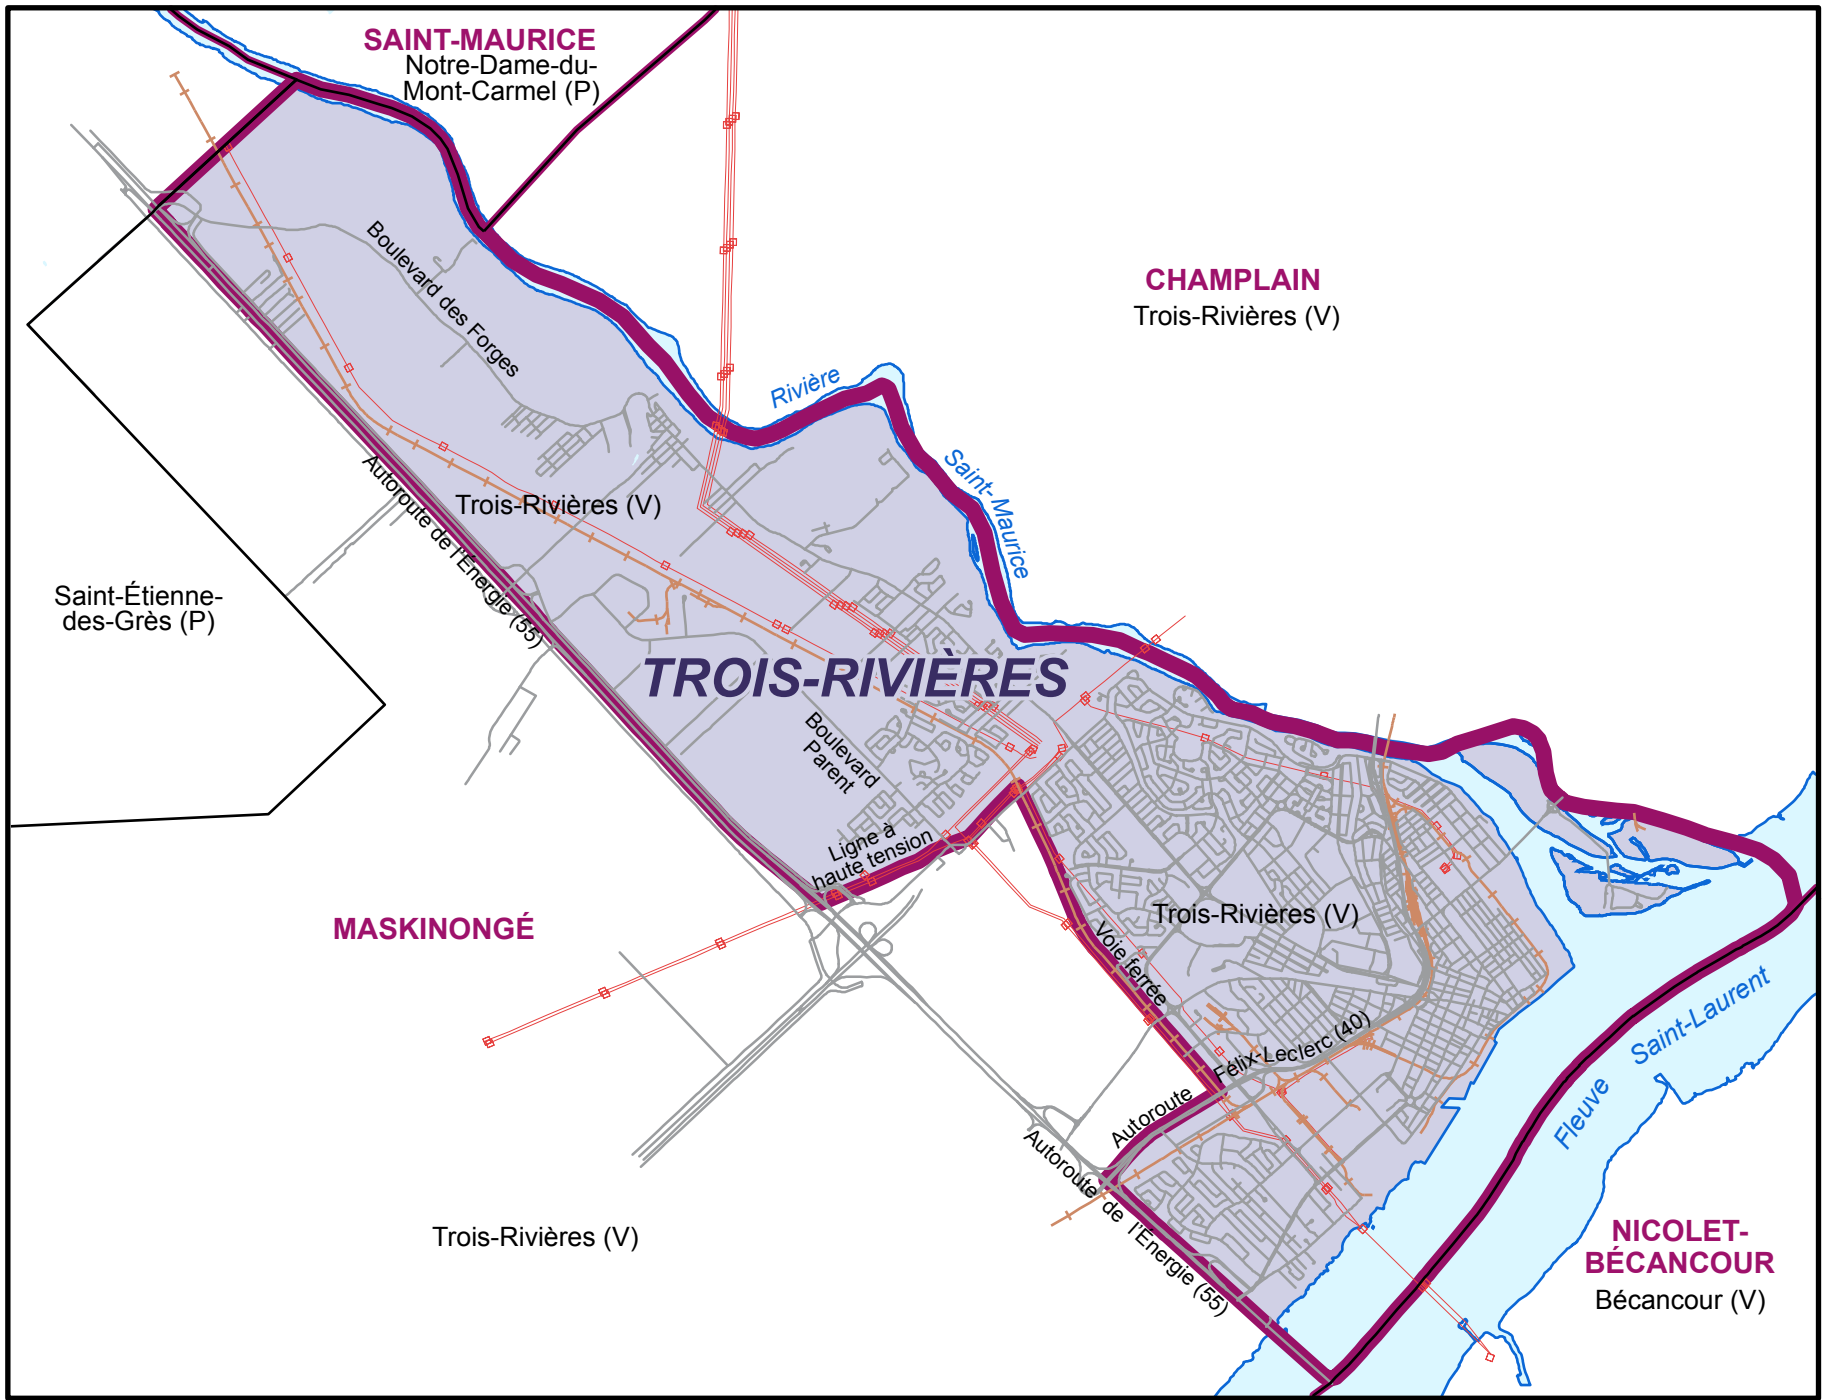 SAINT-MAURICE
Notre-Dame-du-
Mont-Carmel (P)
CHAMPLAIN
Trois-Rivières (V)
Boulevard des Forges
Rivière
Saint-Maurice
Autoroute de l'Énergie (55)
Trois-Rivières (V)
Saint-Étienne-
des-Grès (P)
TROIS-RIVIÈRES
Boulevard
Parent
Ligne à
haute tension
MASKINONGÉ
Trois-Rivières (V)
Voie ferrée
Autoroute Félix-Leclerc (40)
Autoroute de l'Énergie (55)
Fleuve Saint-Laurent
Trois-Rivières (V)
NICOLET-
BÉCANCOUR
Bécancour (V)